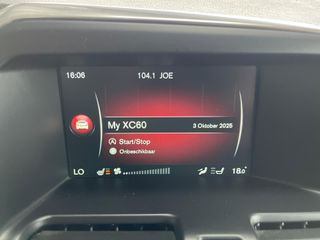 16:06 104.1 JOE
My XC60 3 Oktober 2025
Start/Stop
Onbeschikbaar
LO 18.0°